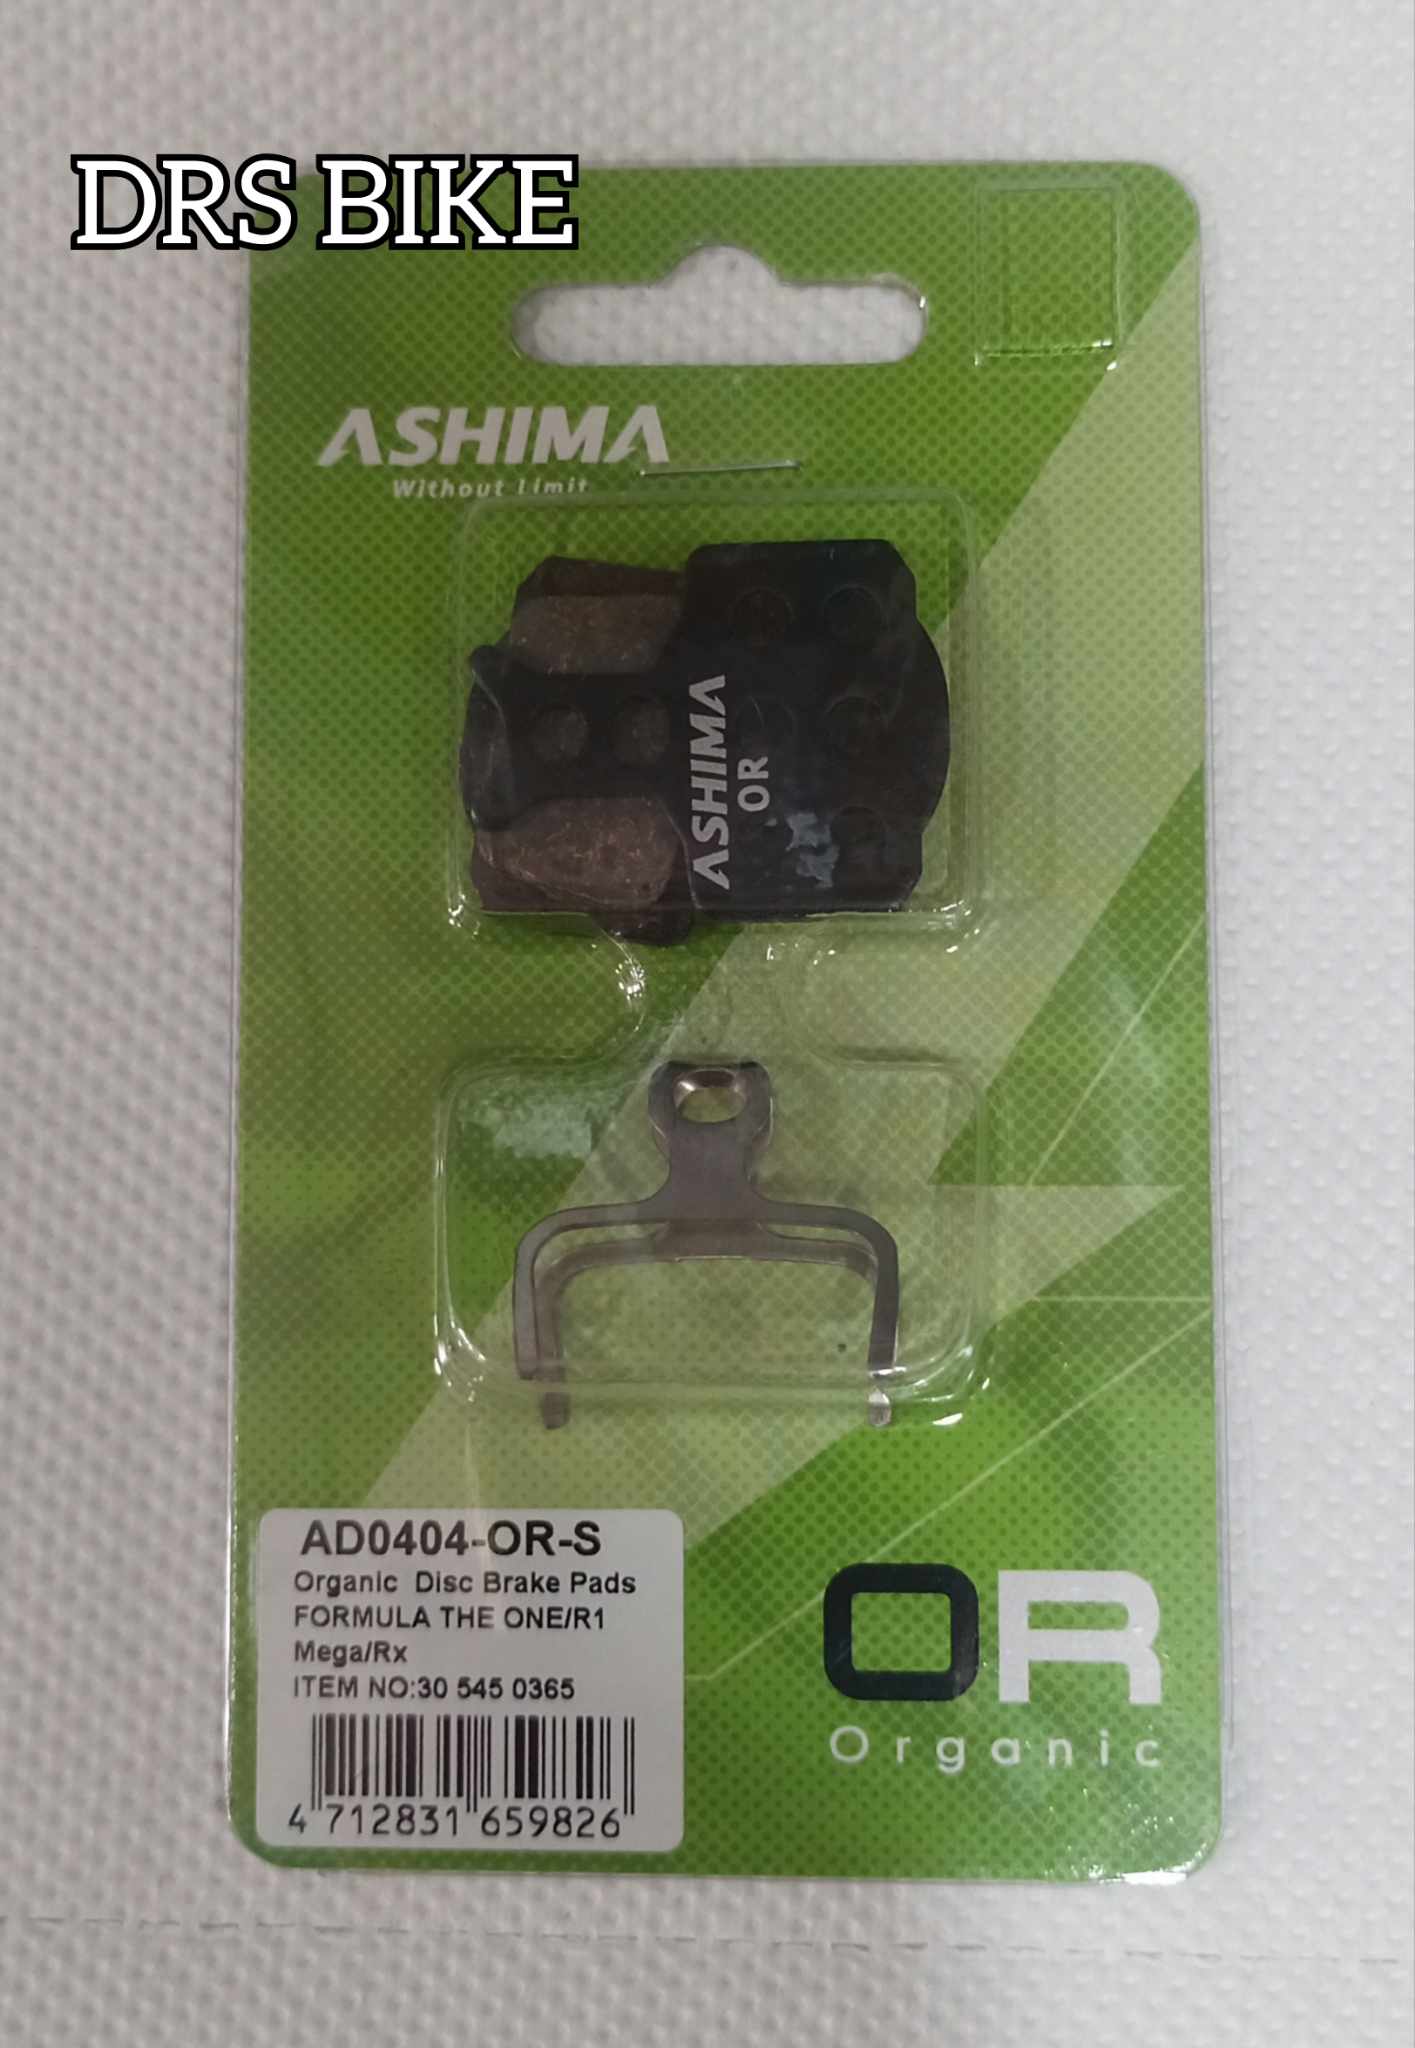 DRS BIKE
ASHIMA
Without Limit
ASHIMA
OR
AD0404-OR-S
Organic Disc Brake Pads
FORMULA THE ONE/R1
Mega/Rx
ITEM NO:30 545 0365
4 712831 659826
OR
Organic